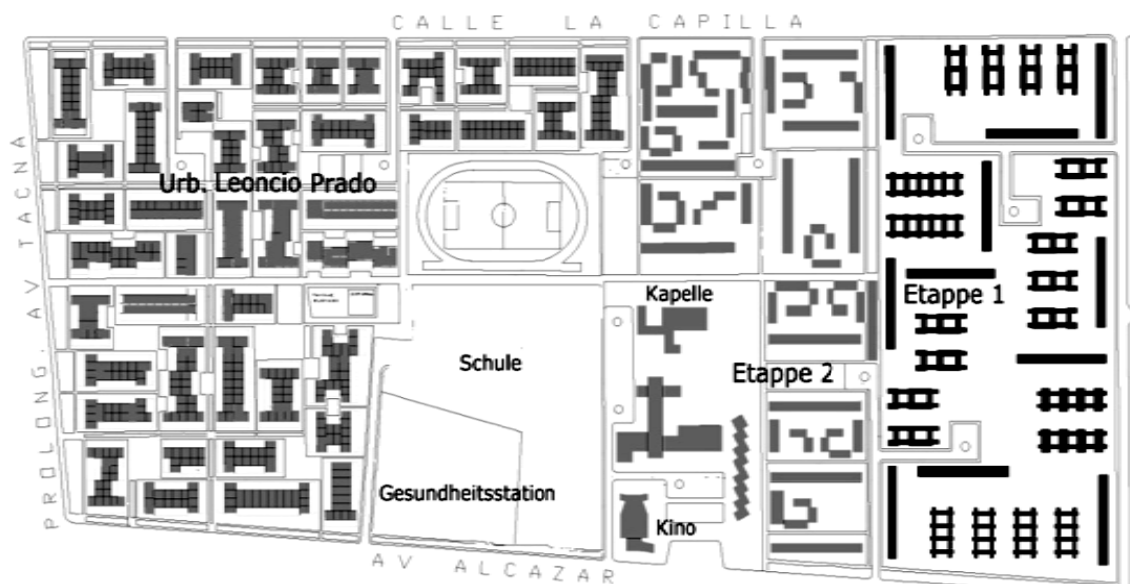 CALLE LA CAPILLA
PROLONG. AV TACNA
Urb. Leoncio Prado
Kapelle
Etappe 1
Schule
Etappe 2
Gesundheitsstation
Kino
AV ALCAZAR